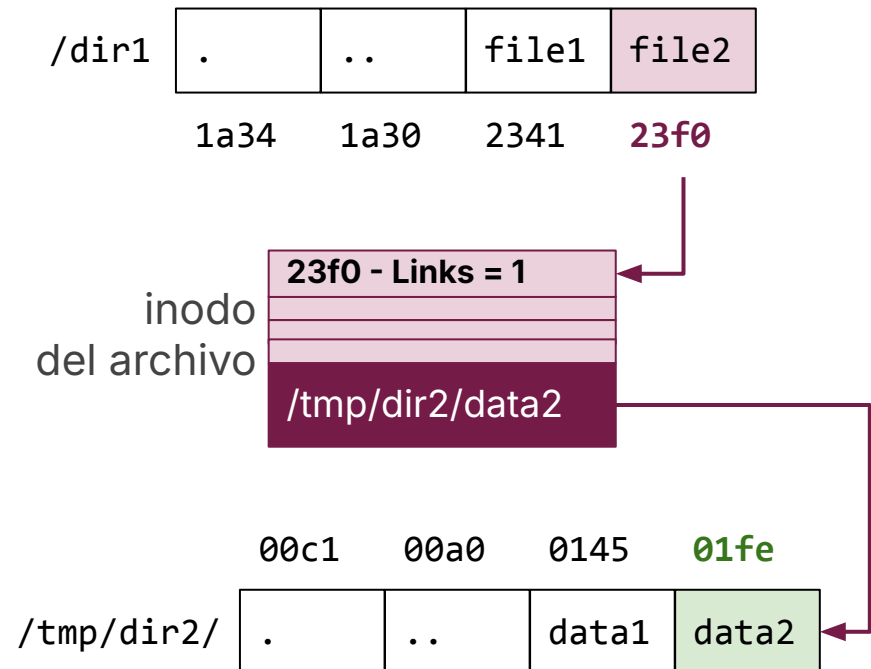 /dir1 . .. file1 file2
1a34 1a30 2341 23f0
23f0 - Links = 1
inodo
del archivo
/tmp/dir2/data2
00c1 00a0 0145 01fe
/tmp/dir2/ . .. data1 data2